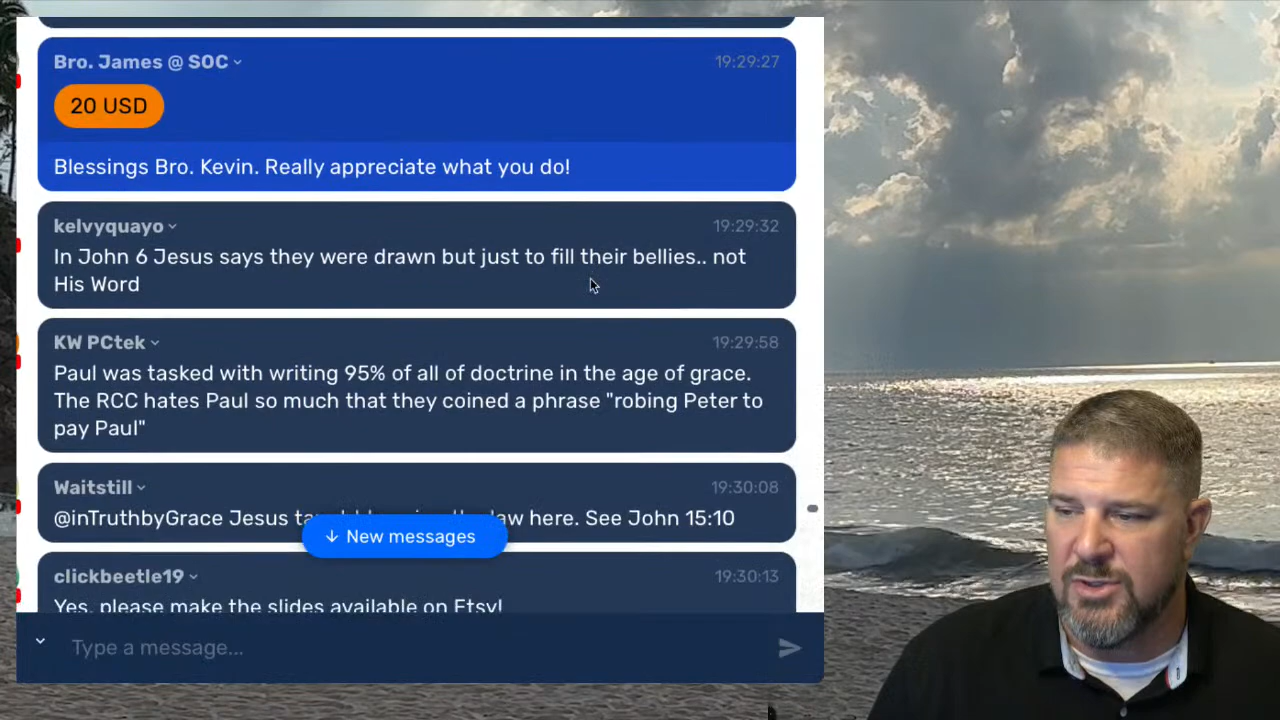 Bro. James @ SOC
19:29:27
20 USD
Blessings Bro. Kevin. Really appreciate what you do!
kelvyquayo
19:29:32
In John 6 Jesus says they were drawn but just to fill their bellies.. not
His Word
KW PCtek
19:29:58
Paul was tasked with writing 95% of all of doctrine in the age of grace.
The RCC hates Paul so much that they coined a phrase "robing Peter to
pay Paul"
Waitstill
19:30:08
@inTruthbyGrace Jesus law here. See John 15:10
↓ New messages
clickbeetle19
19:30:13
Yes, please make the slides available on Etsy!
Type a message...